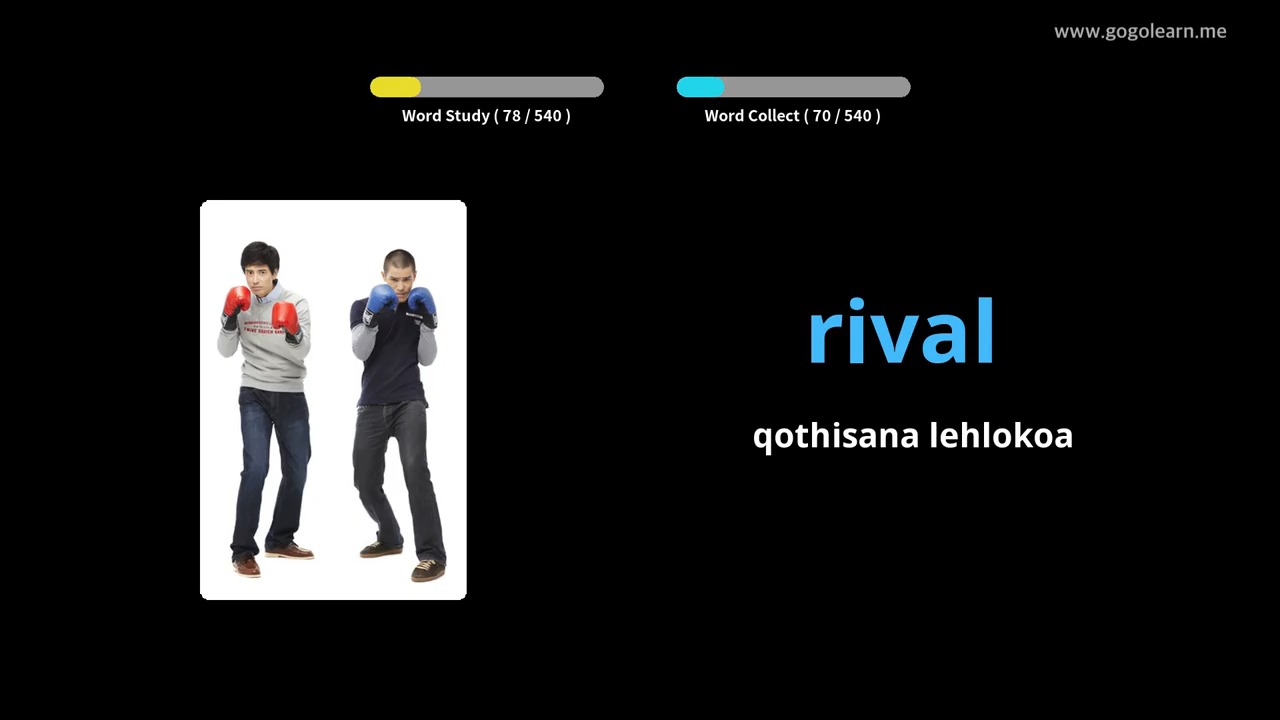 www.gogolearn.me
Word Study ( 78 / 540 )
Word Collect ( 70 / 540 )
rival
qothisana lehlokoa